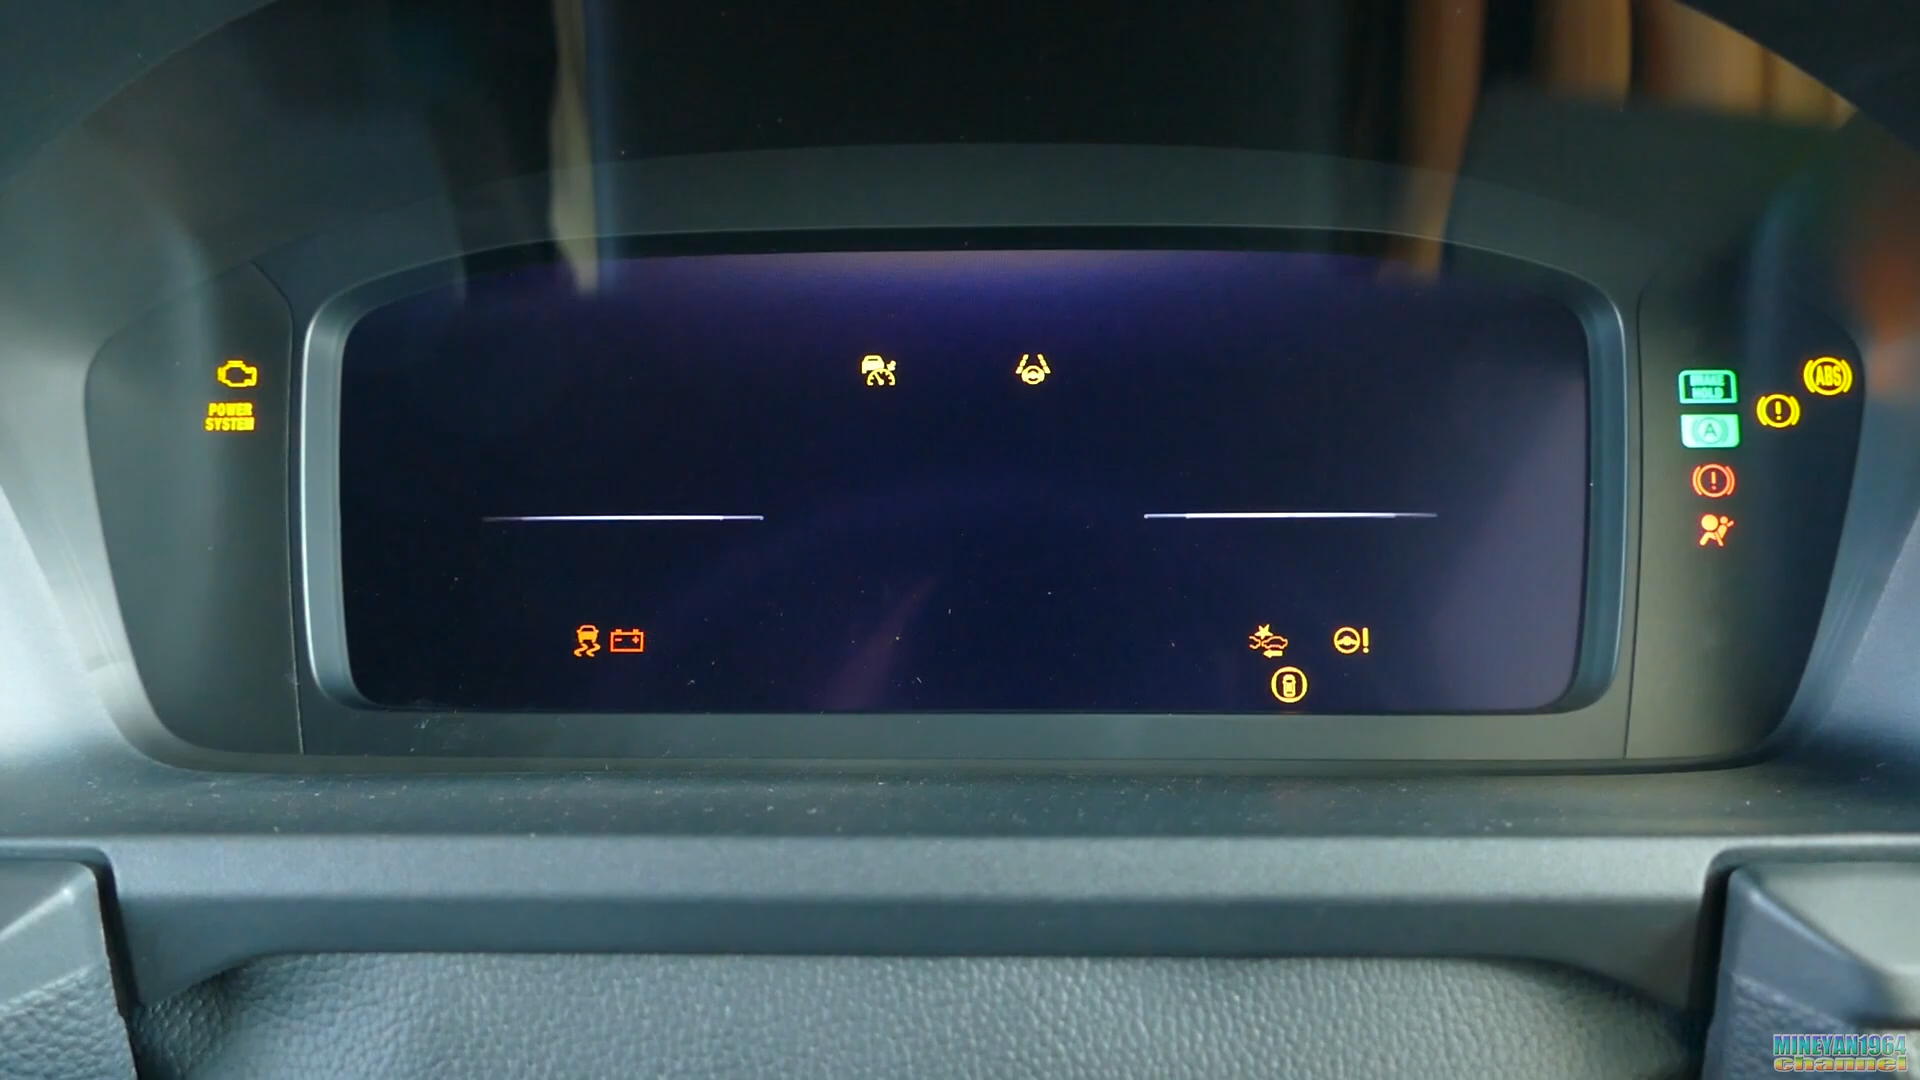 POWER
SYSTEM
BRAKE
HOLD
A
ABS
MINEYAN1964
channel